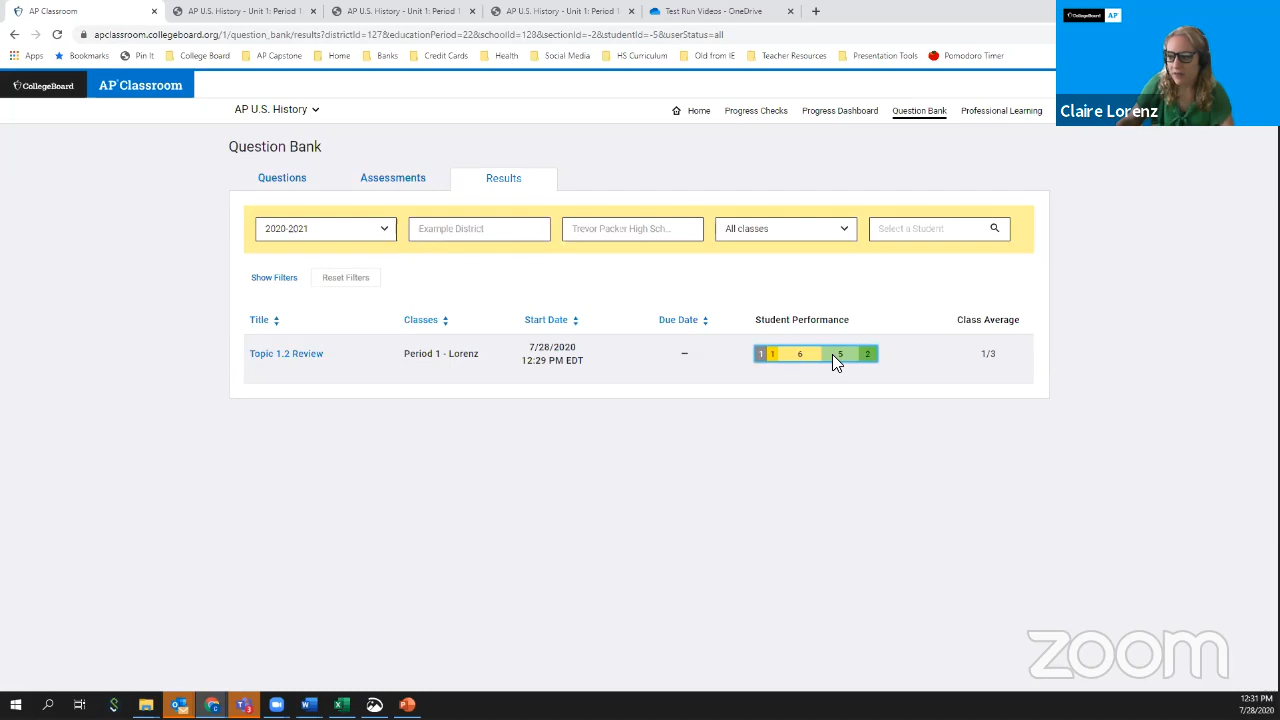 AP Classroom
AP U.S. History - Unit 1: Period 1
AP U.S. History - Unit 1: Period 1
AP U.S. History - Unit 1: Period 1
Test Run Videos - OneDrive
apclassroom.collegeboard.org/1/question_bank/results?districtId=127&missionPeriod=22&schoolId=128&sectionId=-2&studentId=-5&userStatus=all
Apps
Bookmarks
Pin It
College Board
AP Capstone
Home
Banks
Credit Cards
Health
Social Media
HS Curriculum
Old from IE
Teacher Resources
Presentation Tools
Pomodoro Timer
CollegeBoard
AP Classroom
CollegeBoard AP
Claire Lorenz
AP U.S. History
Home
Progress Checks
Progress Dashboard
Question Bank
Professional Learning
Question Bank
Questions
Assessments
Results
2020-2021
Example District
Trevor Packer High Sch...
All classes
Select a Student
Show Filters
Reset Filters
Title
Classes
Start Date
Due Date
Student Performance
Class Average
Topic 1.2 Review
Period 1 - Lorenz
7/28/2020
12:29 PM EDT
–
1 1 6 5 2
1/3
zoom
3
12:31 PM
7/28/2020